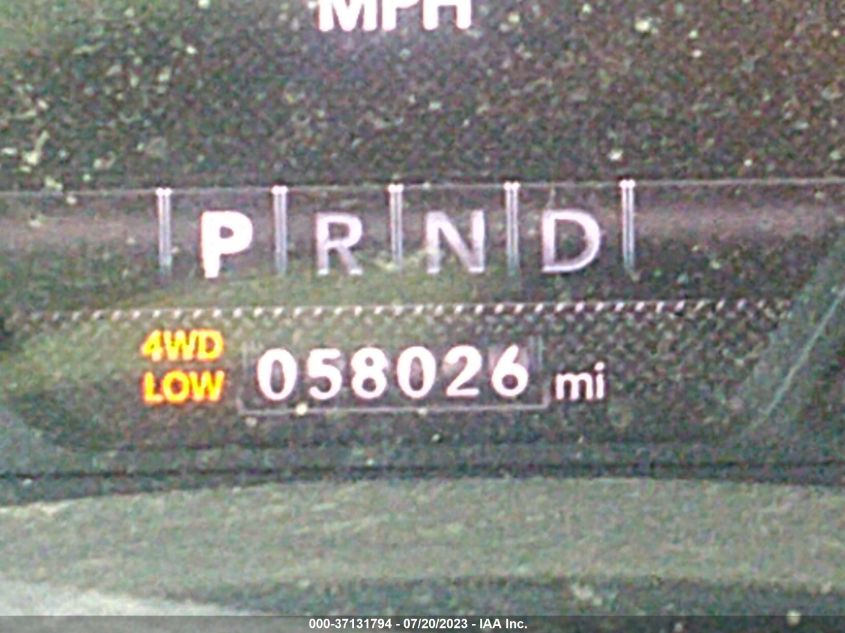 MPH
P R N D
4WD
LOW
058026 mi
000-37131794 - 07/20/2023 - IAA Inc.